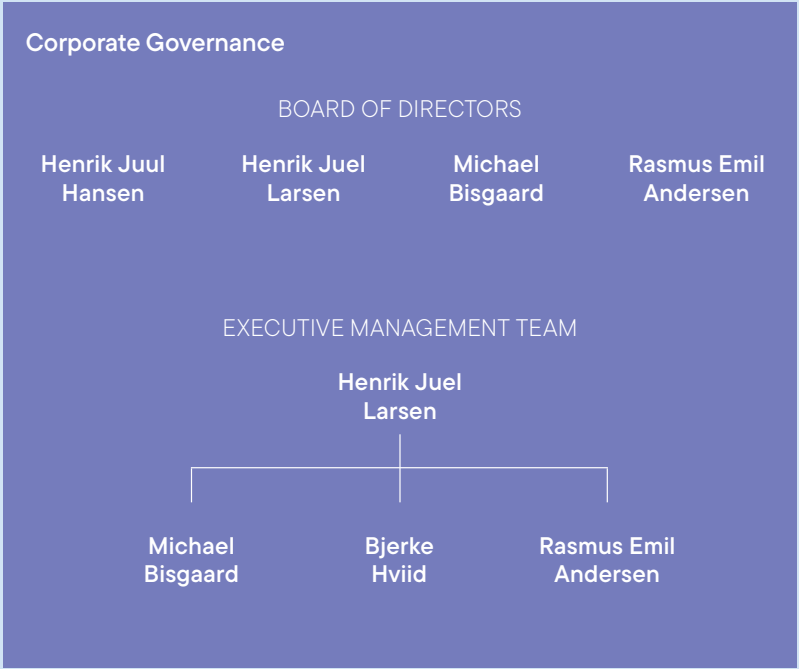 Corporate Governance
BOARD OF DIRECTORS
Henrik Juul
Hansen
Henrik Juel
Larsen
Michael
Bisgaard
Rasmus Emil
Andersen
EXECUTIVE MANAGEMENT TEAM
Henrik Juel
Larsen
Michael
Bisgaard
Bjerke
Hviid
Rasmus Emil
Andersen